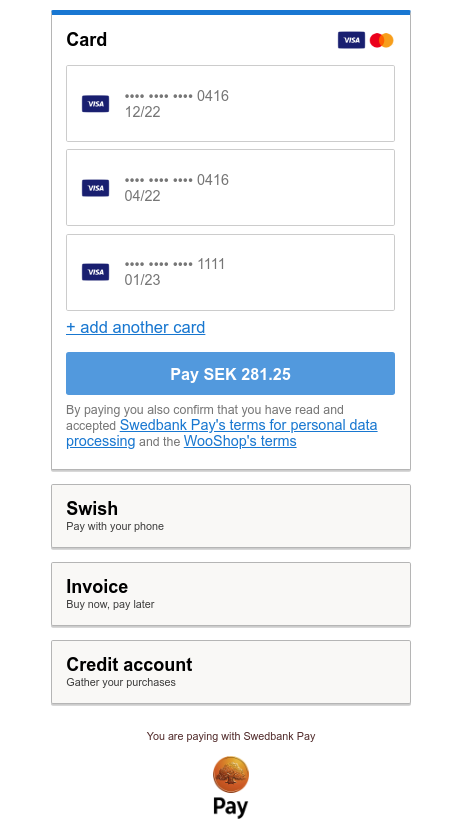 Card
VISA
VISA
•••• •••• •••• 0416
12/22
VISA
•••• •••• •••• 0416
04/22
VISA
•••• •••• •••• 1111
01/23
+ add another card
Pay SEK 281.25
By paying you also confirm that you have read and
accepted Swedbank Pay's terms for personal data
processing and the WooShop's terms
Swish
Pay with your phone
Invoice
Buy now, pay later
Credit account
Gather your purchases
You are paying with Swedbank Pay
Pay